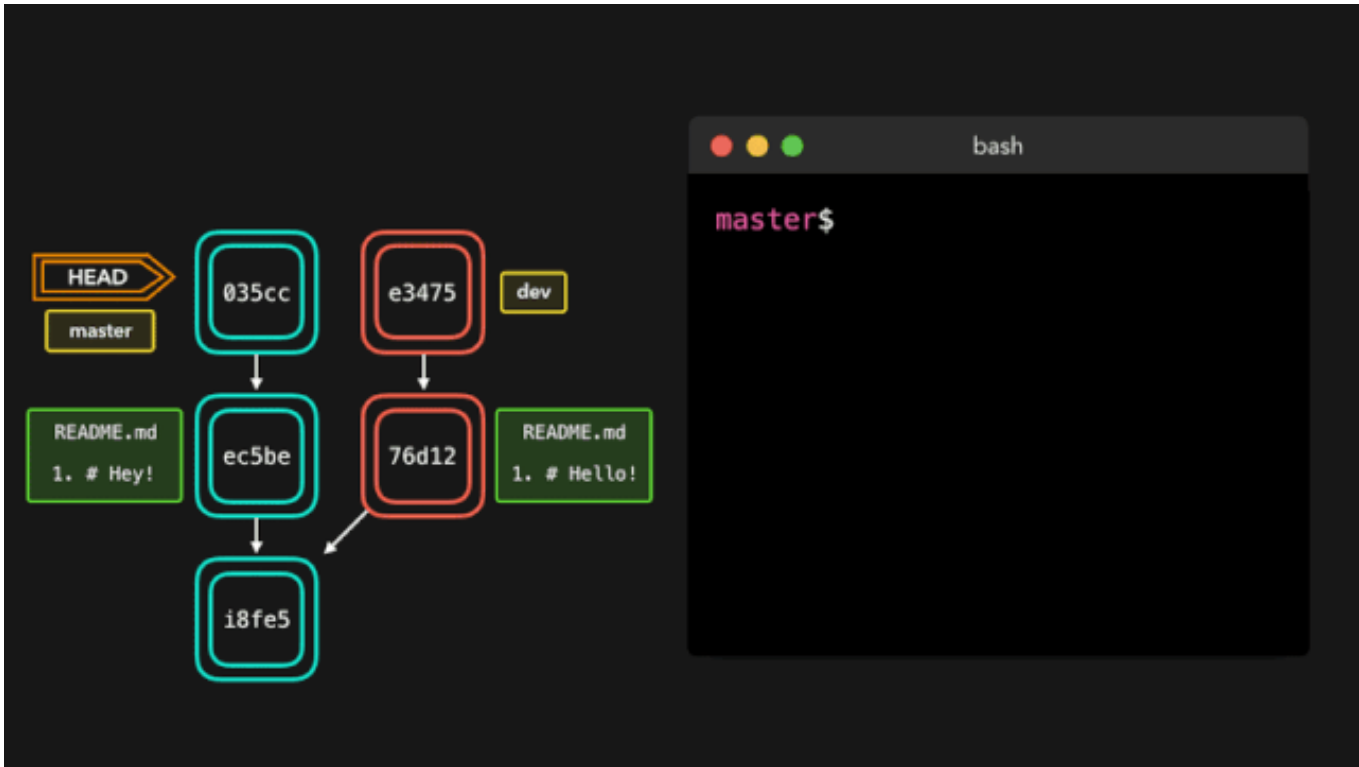 bash
master$
HEAD
master
035cc
e3475
dev
README.md
1. # Hey!
ec5be
76d12
README.md
1. # Hello!
i8fe5